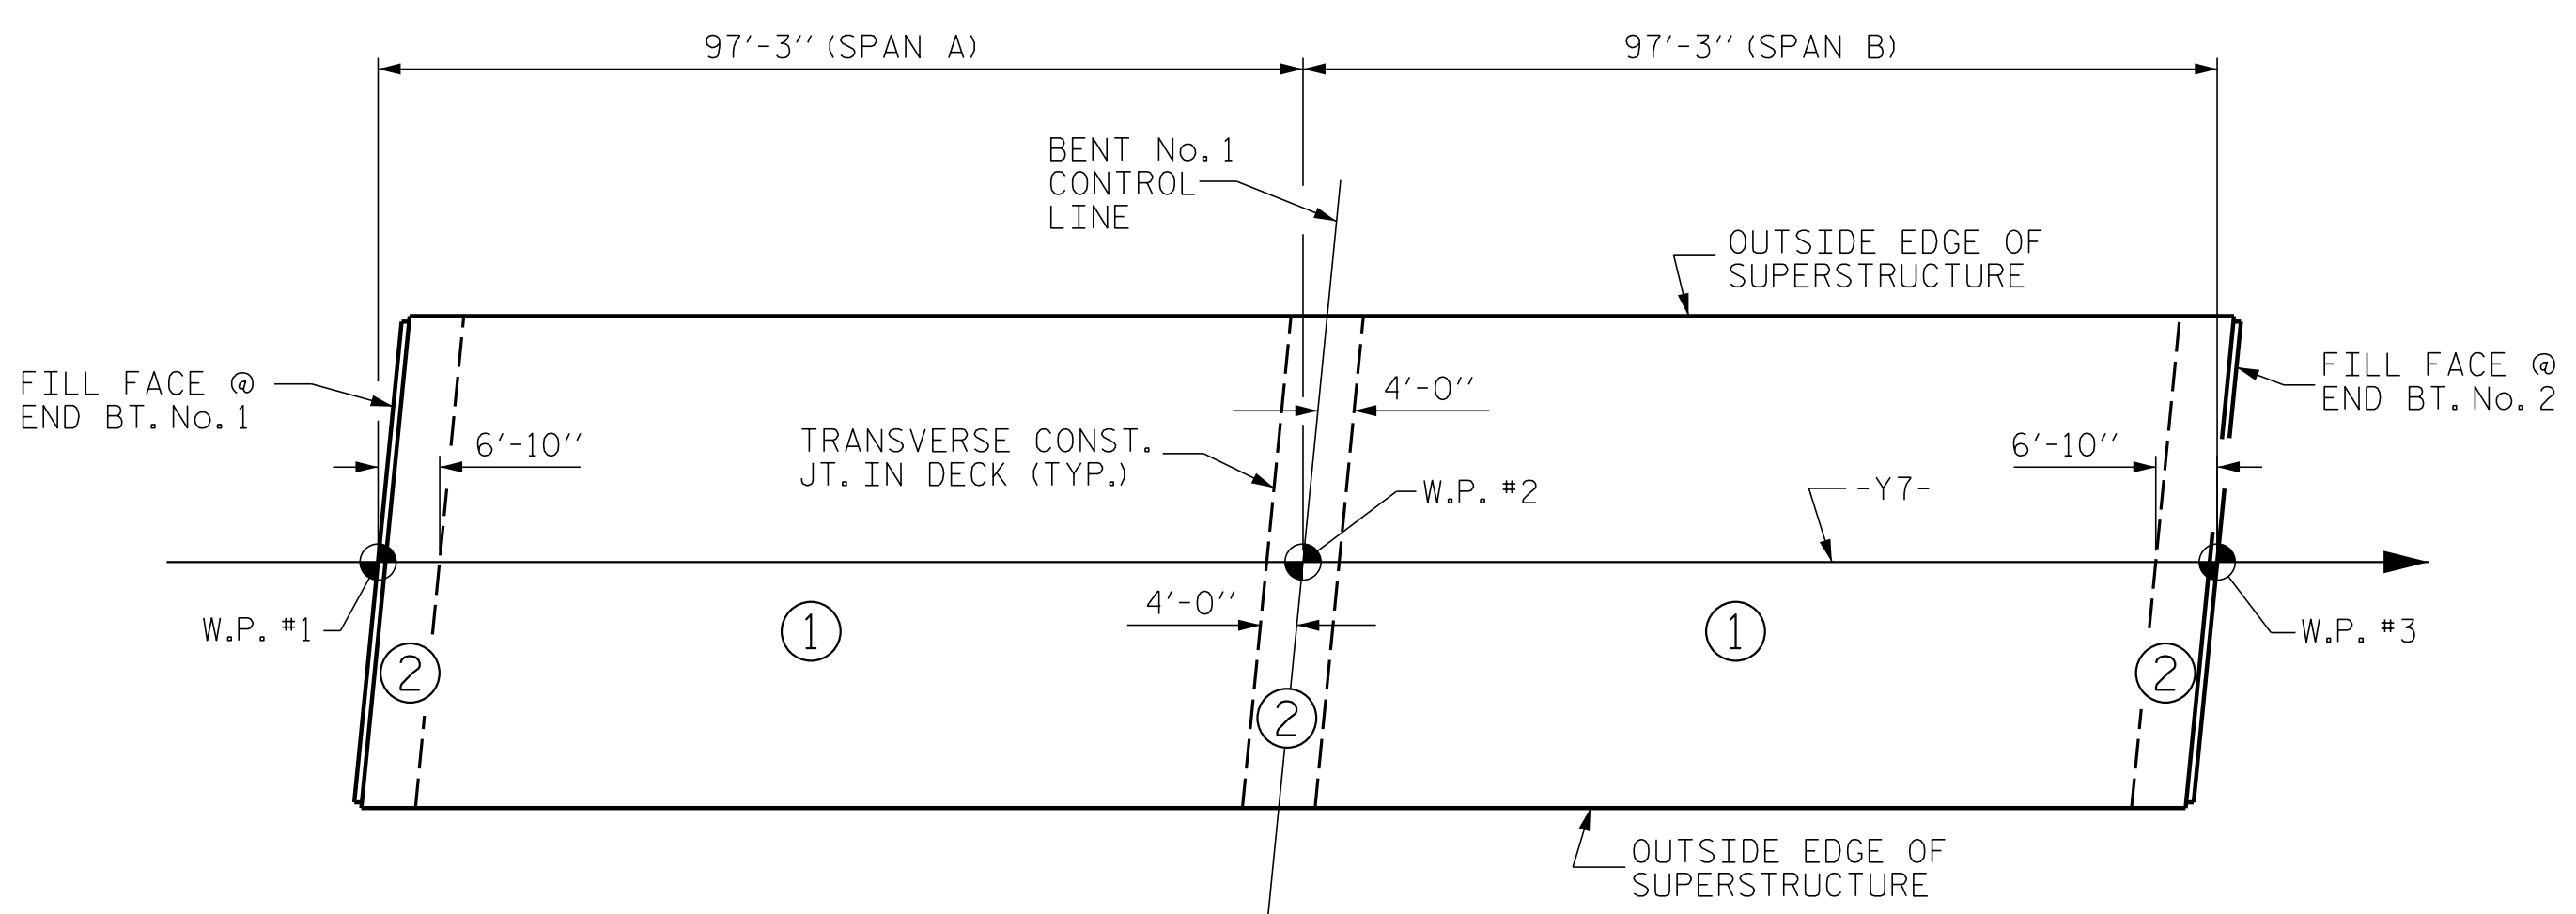 97'-3" (SPAN A)
97'-3" (SPAN B)
BENT No. 1
CONTROL
LINE
OUTSIDE EDGE OF
SUPERSTRUCTURE
FILL FACE @
END BT. No. 1
FILL FACE @
END BT. No. 2
4'-0"
6'-10"
TRANSVERSE CONST.
JT. IN DECK (TYP.)
6'-10"
W.P. #2
-Y7-
4'-0"
W.P. #1
1
1
W.P. #3
2
2
2
OUTSIDE EDGE OF
SUPERSTRUCTURE